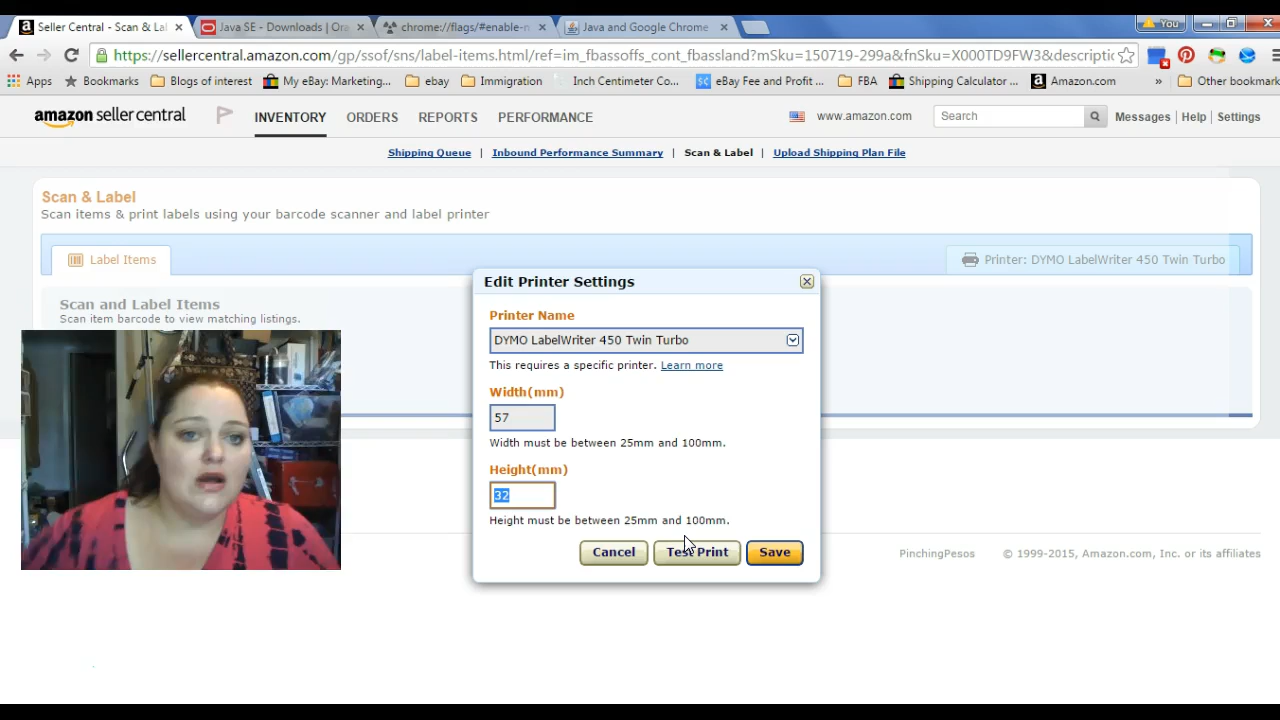 Seller Central - Scan & La
Java SE - Downloads | Ora
chrome://flags/#enable-n
Java and Google Chrome
You
https://sellercentral.amazon.com/gp/ssof/sns/label-items.html/ref=im_fbassoffs_cont_fbassland?mSku=150719-299a&fnSku=X000TD9FW3&descriptic
Apps
Bookmarks
Blogs of interest
My eBay: Marketing...
ebay
Immigration
Inch Centimeter Co...
eBay Fee and Profit ...
FBA
Shipping Calculator ...
Amazon.com
»
Other bookmark
amazon seller central
INVENTORY ORDERS REPORTS PERFORMANCE
www.amazon.com
Search
Messages | Help | Settings
Shipping Queue | Inbound Performance Summary | Scan & Label | Upload Shipping Plan File
Scan & Label
Scan items & print labels using your barcode scanner and label printer
Label Items
Printer: DYMO LabelWriter 450 Twin Turbo
Scan and Label Items
Scan item barcode to view matching listings.
Edit Printer Settings
Printer Name
DYMO LabelWriter 450 Twin Turbo
This requires a specific printer. Learn more
Width(mm)
57
Width must be between 25mm and 100mm.
Height(mm)
32
Height must be between 25mm and 100mm.
Cancel
Test Print
Save
PinchingPesos
© 1999-2015, Amazon.com, Inc. or its affiliates